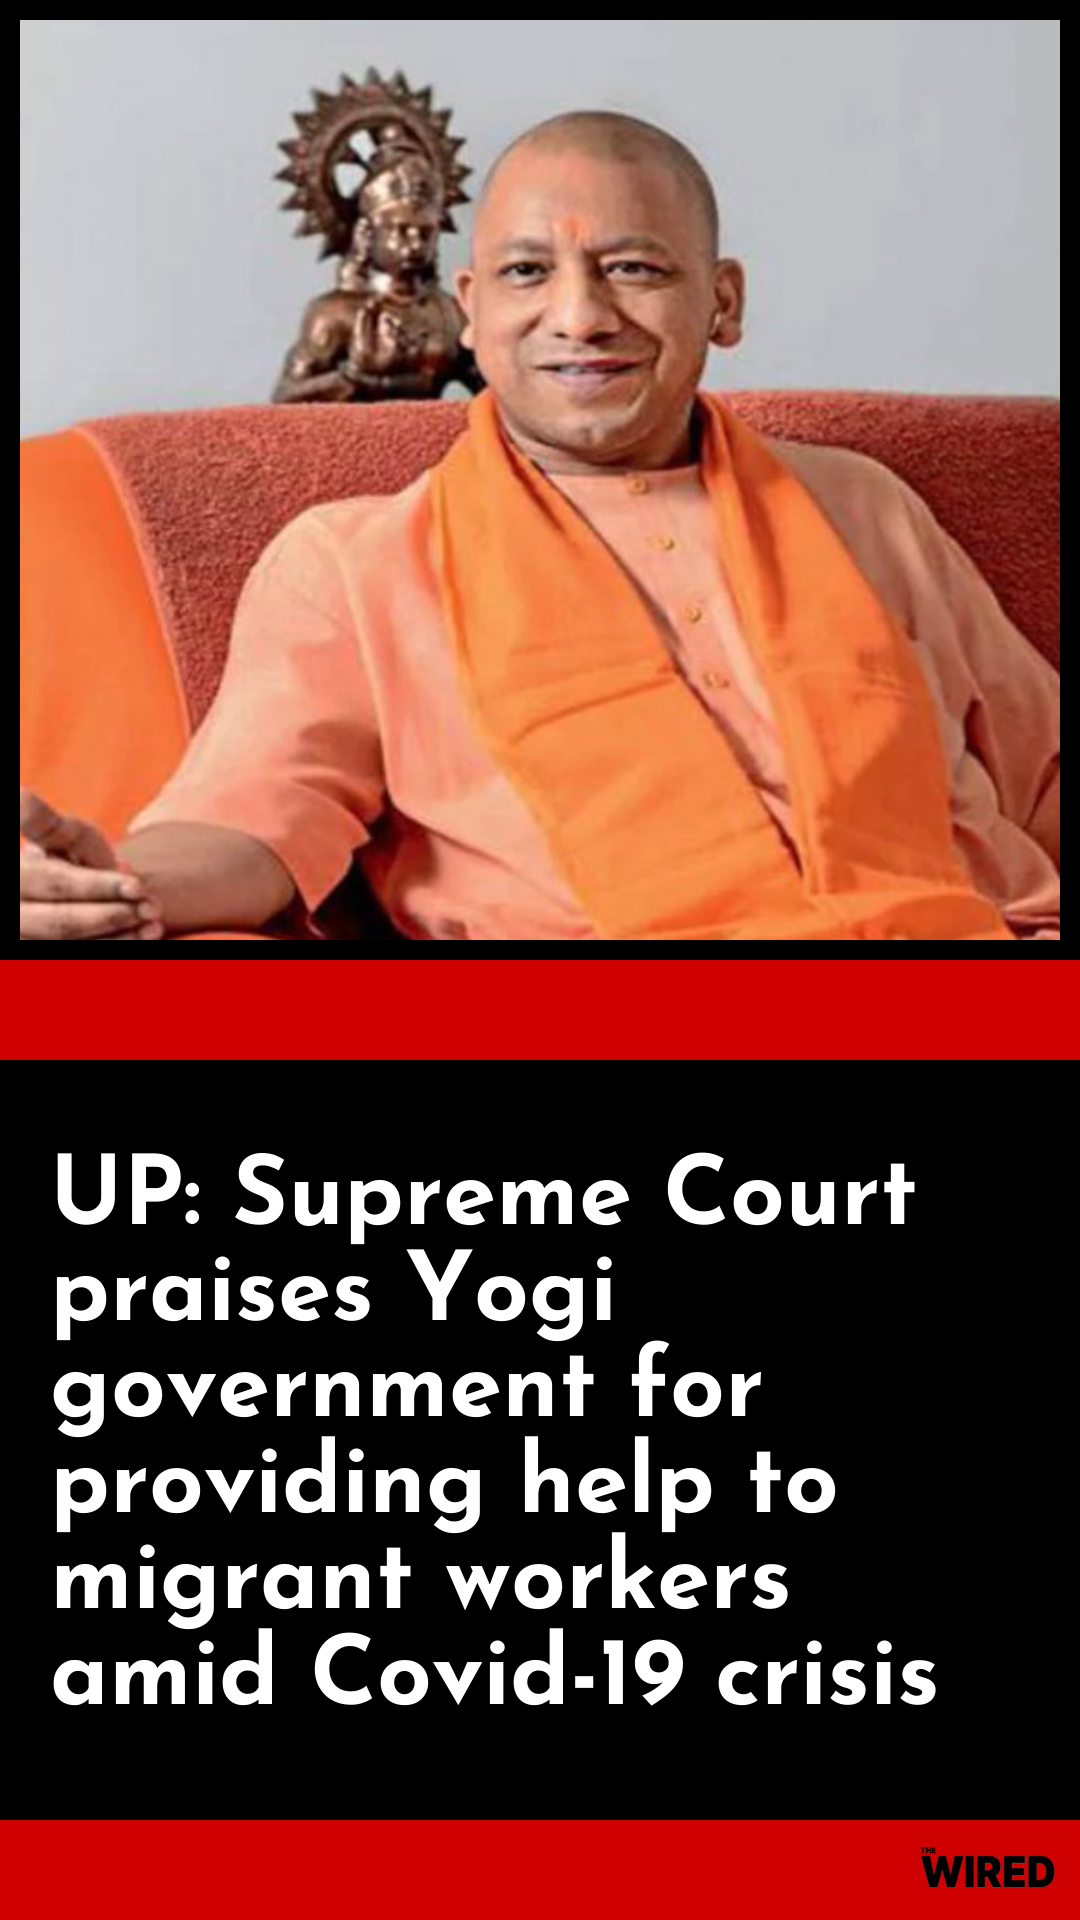 UP: Supreme Court
praises Yogi
government for
providing help to
migrant workers
amid Covid-19 crisis
THE
WIRED